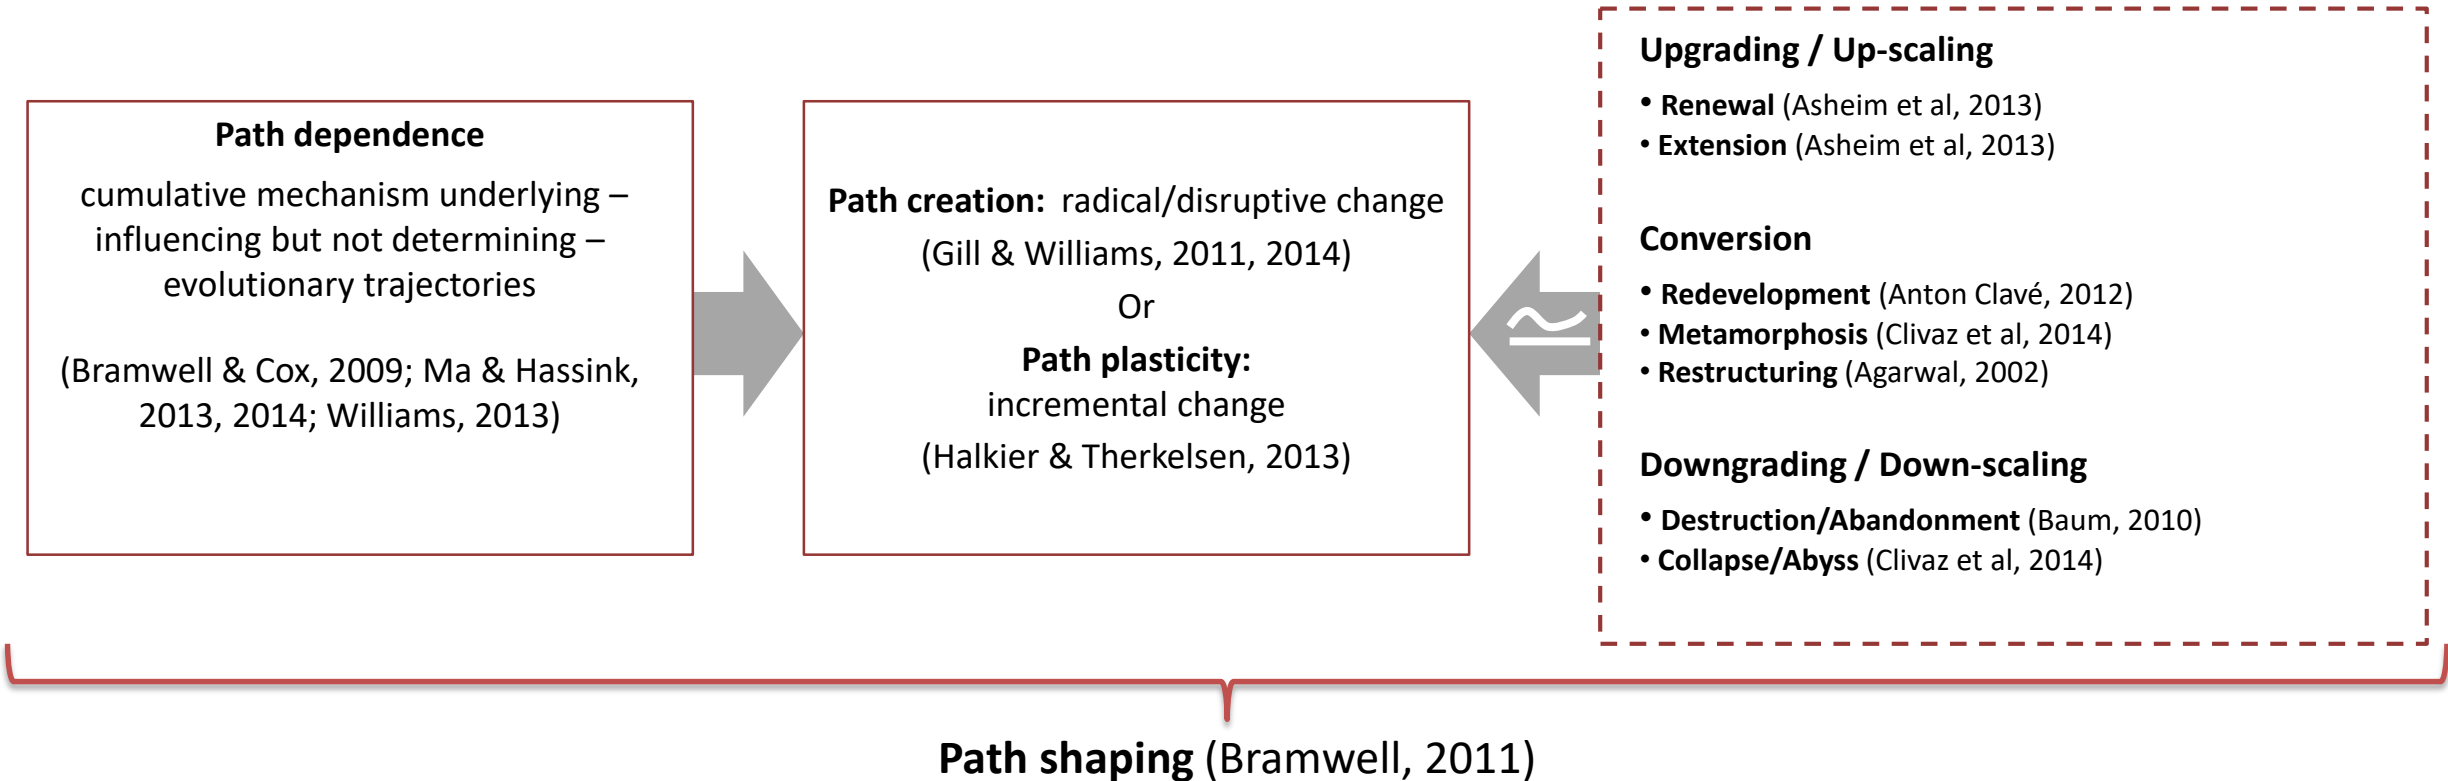 Path dependence
cumulative mechanism underlying –
influencing but not determining –
evolutionary trajectories
(Bramwell & Cox, 2009; Ma & Hassink,
2013, 2014; Williams, 2013)
Path creation: radical/disruptive change
(Gill & Williams, 2011, 2014)
Or
Path plasticity:
incremental change
(Halkier & Therkelsen, 2013)
Upgrading / Up-scaling
• Renewal (Asheim et al, 2013)
• Extension (Asheim et al, 2013)
Conversion
• Redevelopment (Anton Clavé, 2012)
• Metamorphosis (Clivaz et al, 2014)
• Restructuring (Agarwal, 2002)
Downgrading / Down-scaling
• Destruction/Abandonment (Baum, 2010)
• Collapse/Abyss (Clivaz et al, 2014)
Path shaping (Bramwell, 2011)